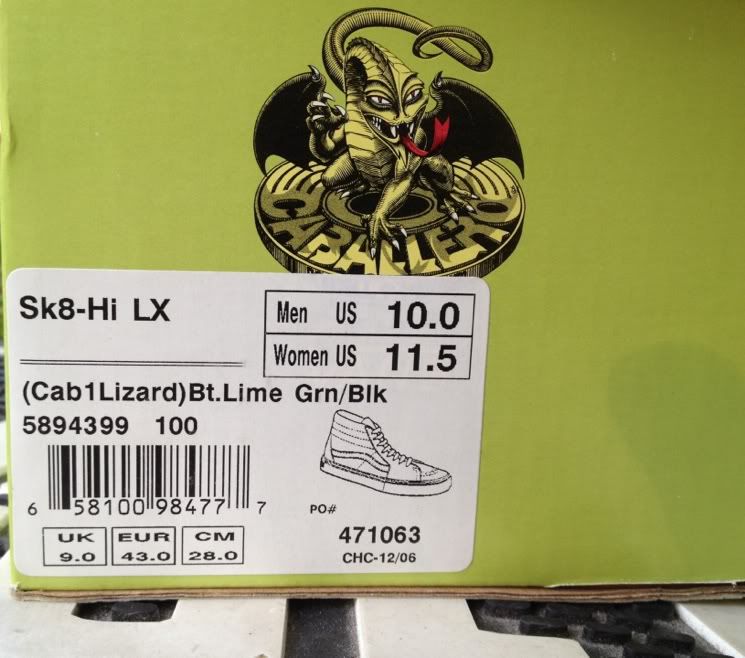 CABALLERO
Sk8-Hi LX
Men US 10.0
Women US 11.5
(Cab1Lizard)Bt.Lime Grn/Blk
5894399 100
6 58100 98477 7
PO#
471063
CHC-12/06
UK EUR CM
9.0 43.0 28.0